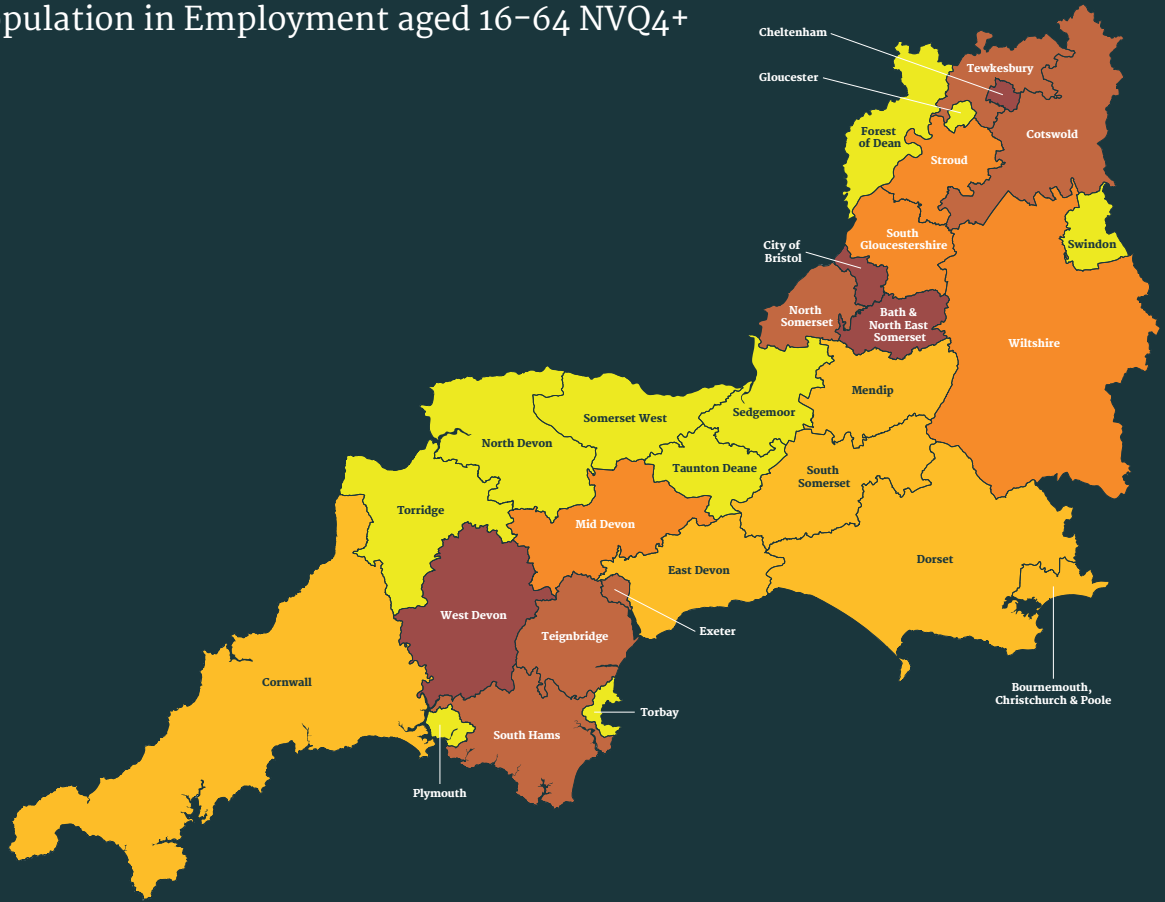 pulation in Employment aged 16-64 NVQ4+
Cheltenham
Tewkesbury
Gloucester
Forest
of Dean
Cotswold
Stroud
South
Gloucestershire
Swindon
City of
Bristol
North
Somerset
Bath &
North East
Somerset
Wiltshire
Mendip
Sedgemoor
Somerset West
North Devon
Taunton Deane
South
Somerset
Torridge
Mid Devon
Dorset
East Devon
West Devon
Exeter
Teignbridge
Cornwall
Bournemouth,
Christchurch & Poole
Torbay
South Hams
Plymouth